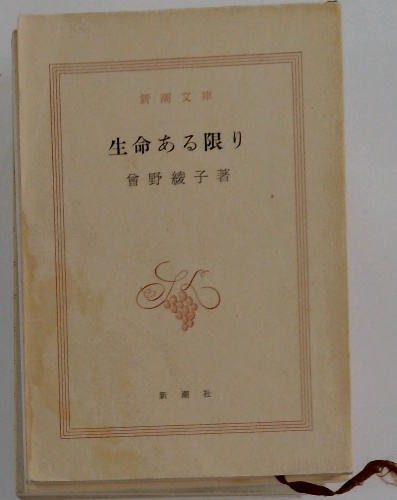 新潮文庫
生命ある限り
曾野綾子著
新潮社